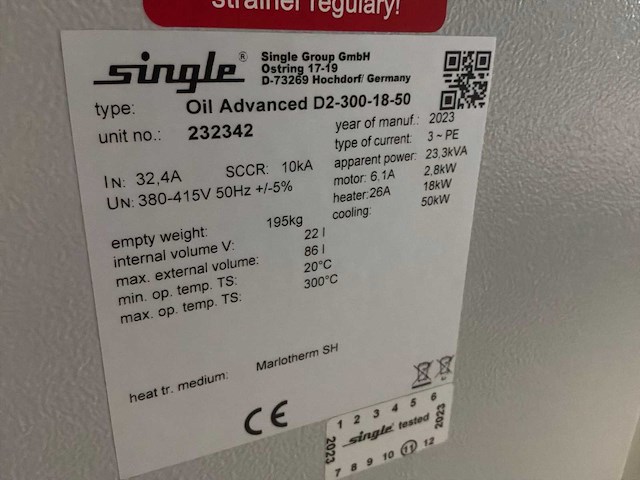 strainer regulary!
single® Single Group GmbH
Ostring 17-19
D-73269 Hochdorf/ Germany
type: Oil Advanced D2-300-18-50
unit no.: 232342
year of manuf.: 2023
type of current: 3 ~ PE
apparent power: 23,3kVA
motor: 6,1A 2,8kW
heater: 26A 18kW
cooling: 50kW
IN: 32,4A SCCR: 10kA
UN: 380-415V 50Hz +/-5%
empty weight: 195kg
internal volume V: 22 l
max. external volume: 86 l
min. op. temp. TS: 20°C
max. op. temp. TS: 300°C
heat tr. medium: Marlotherm SH
CE
1 2 3 4 5 6
2023 single tested 2023
7 8 9 10 11 12